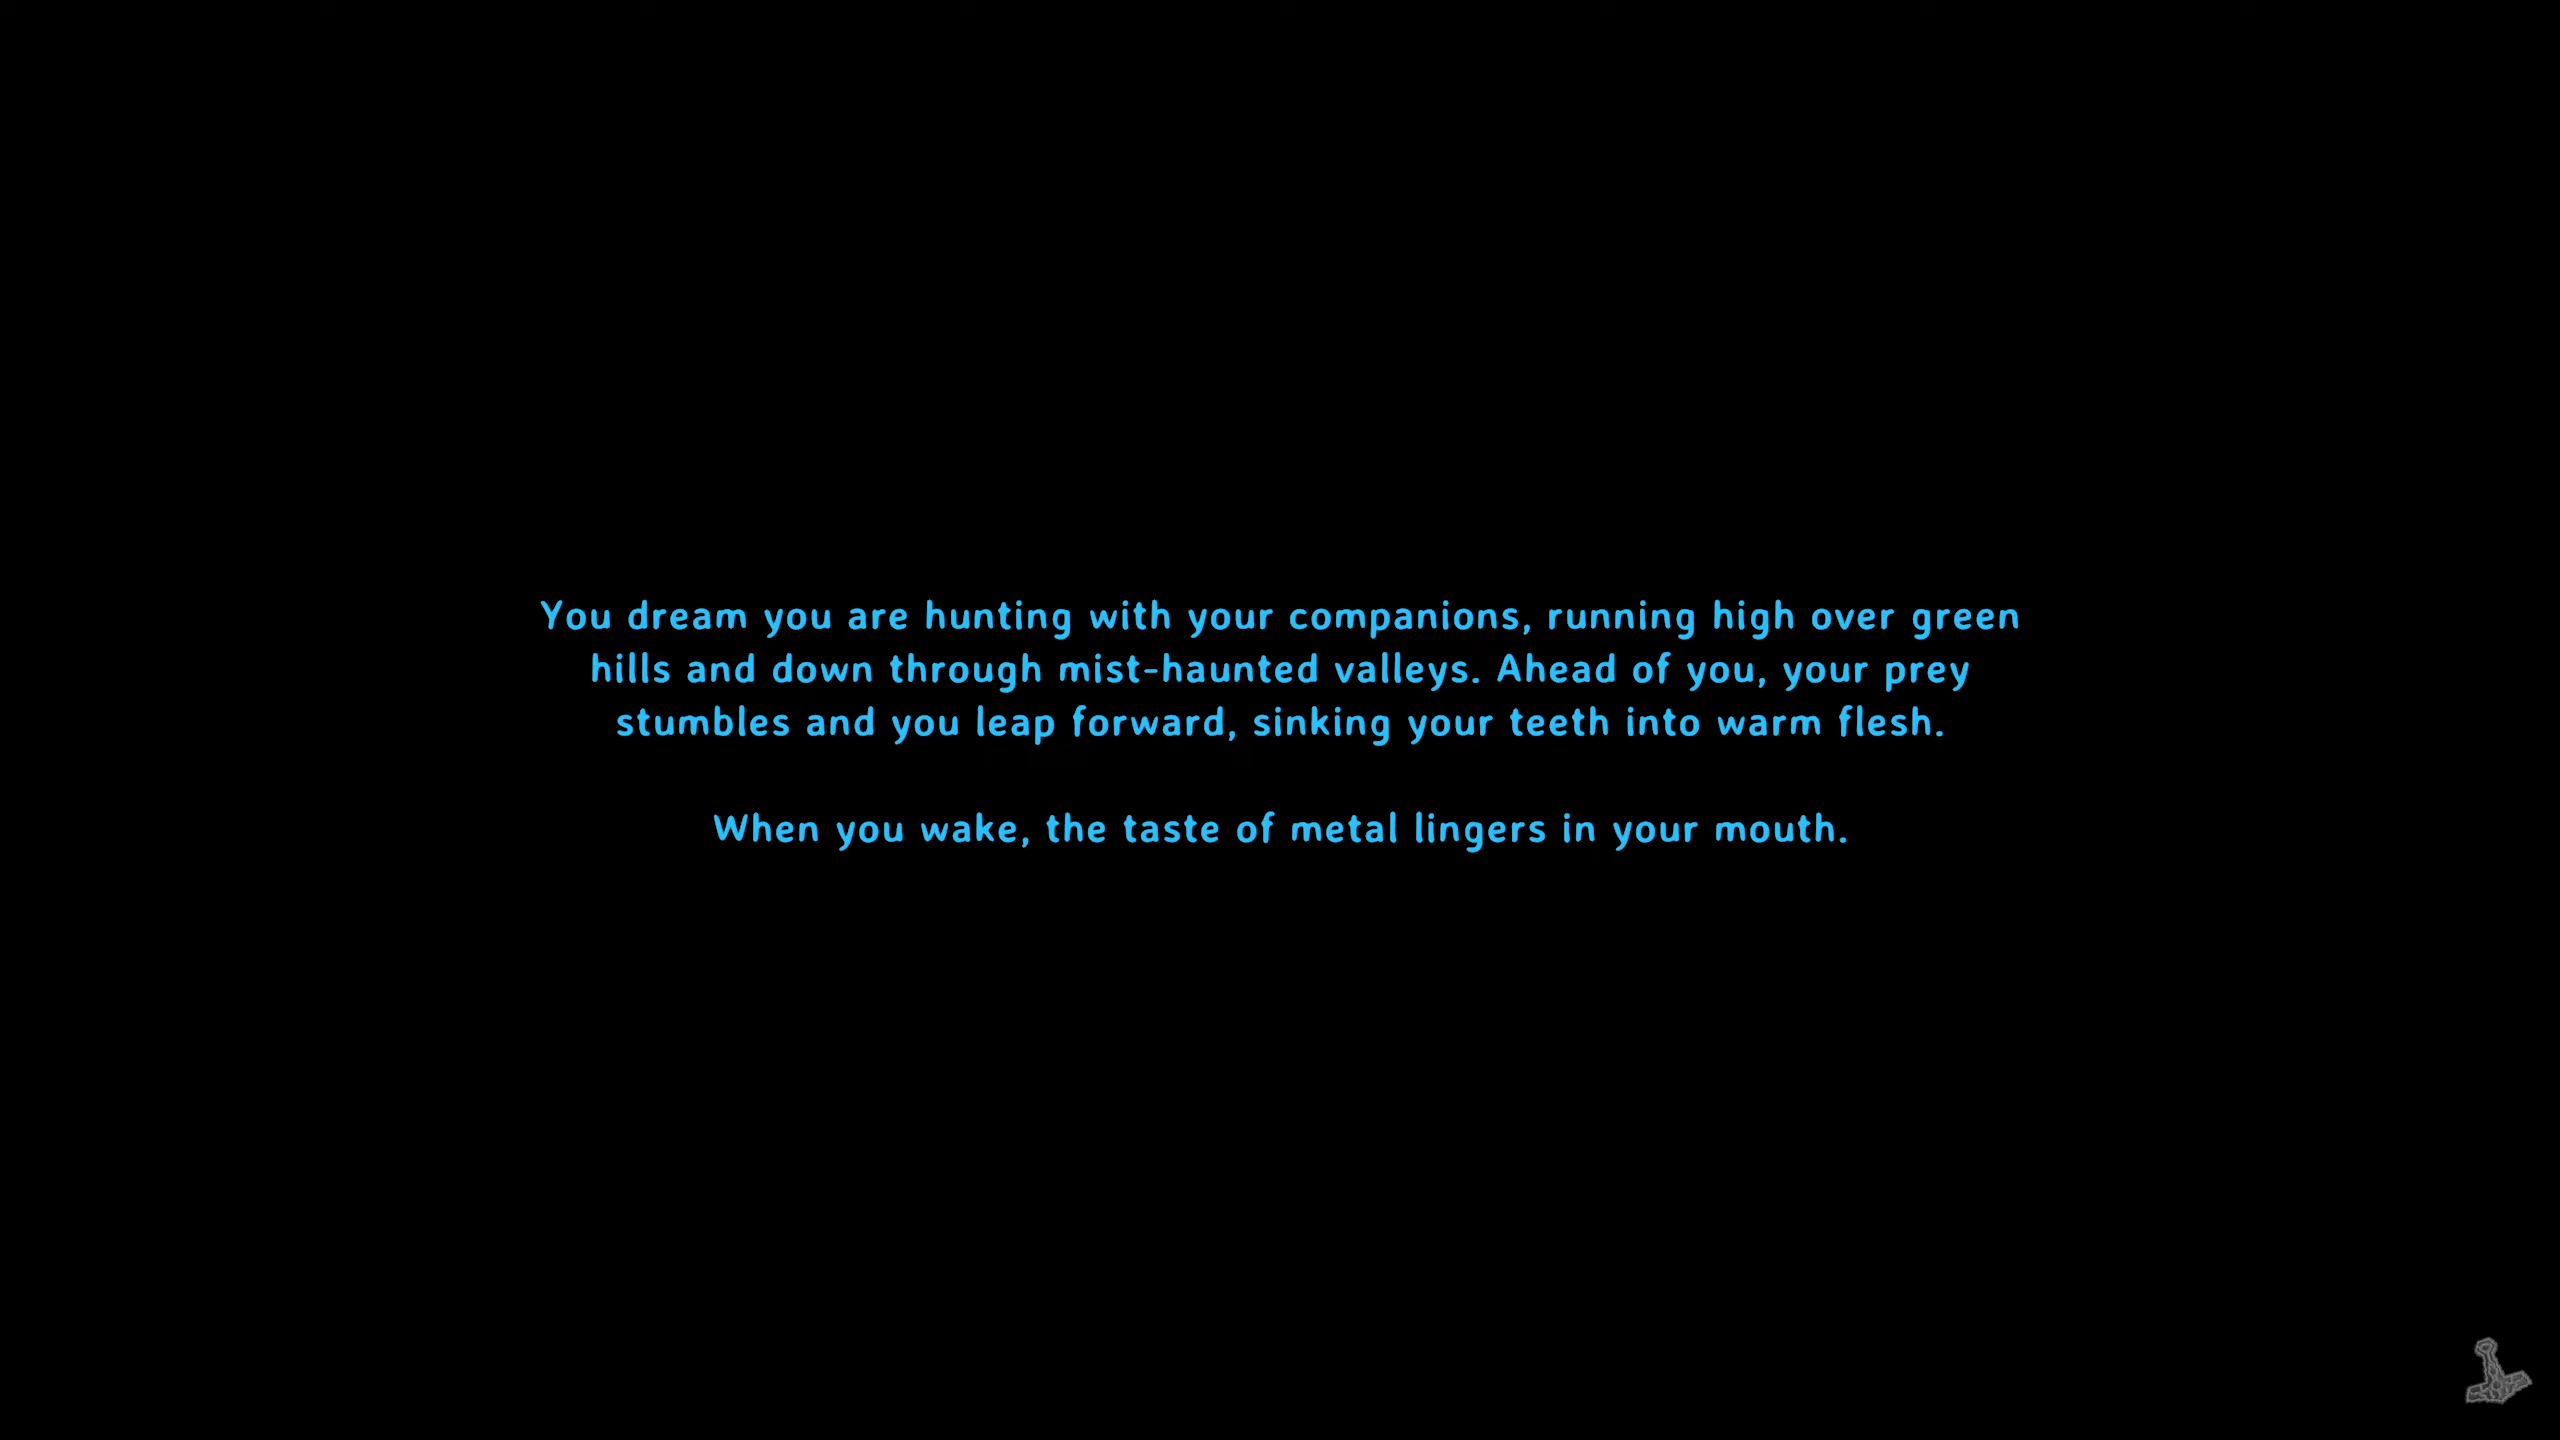 You dream you are hunting with your companions, running high over green
hills and down through mist-haunted valleys. Ahead of you, your prey
stumbles and you leap forward, sinking your teeth into warm flesh.
When you wake, the taste of metal lingers in your mouth.